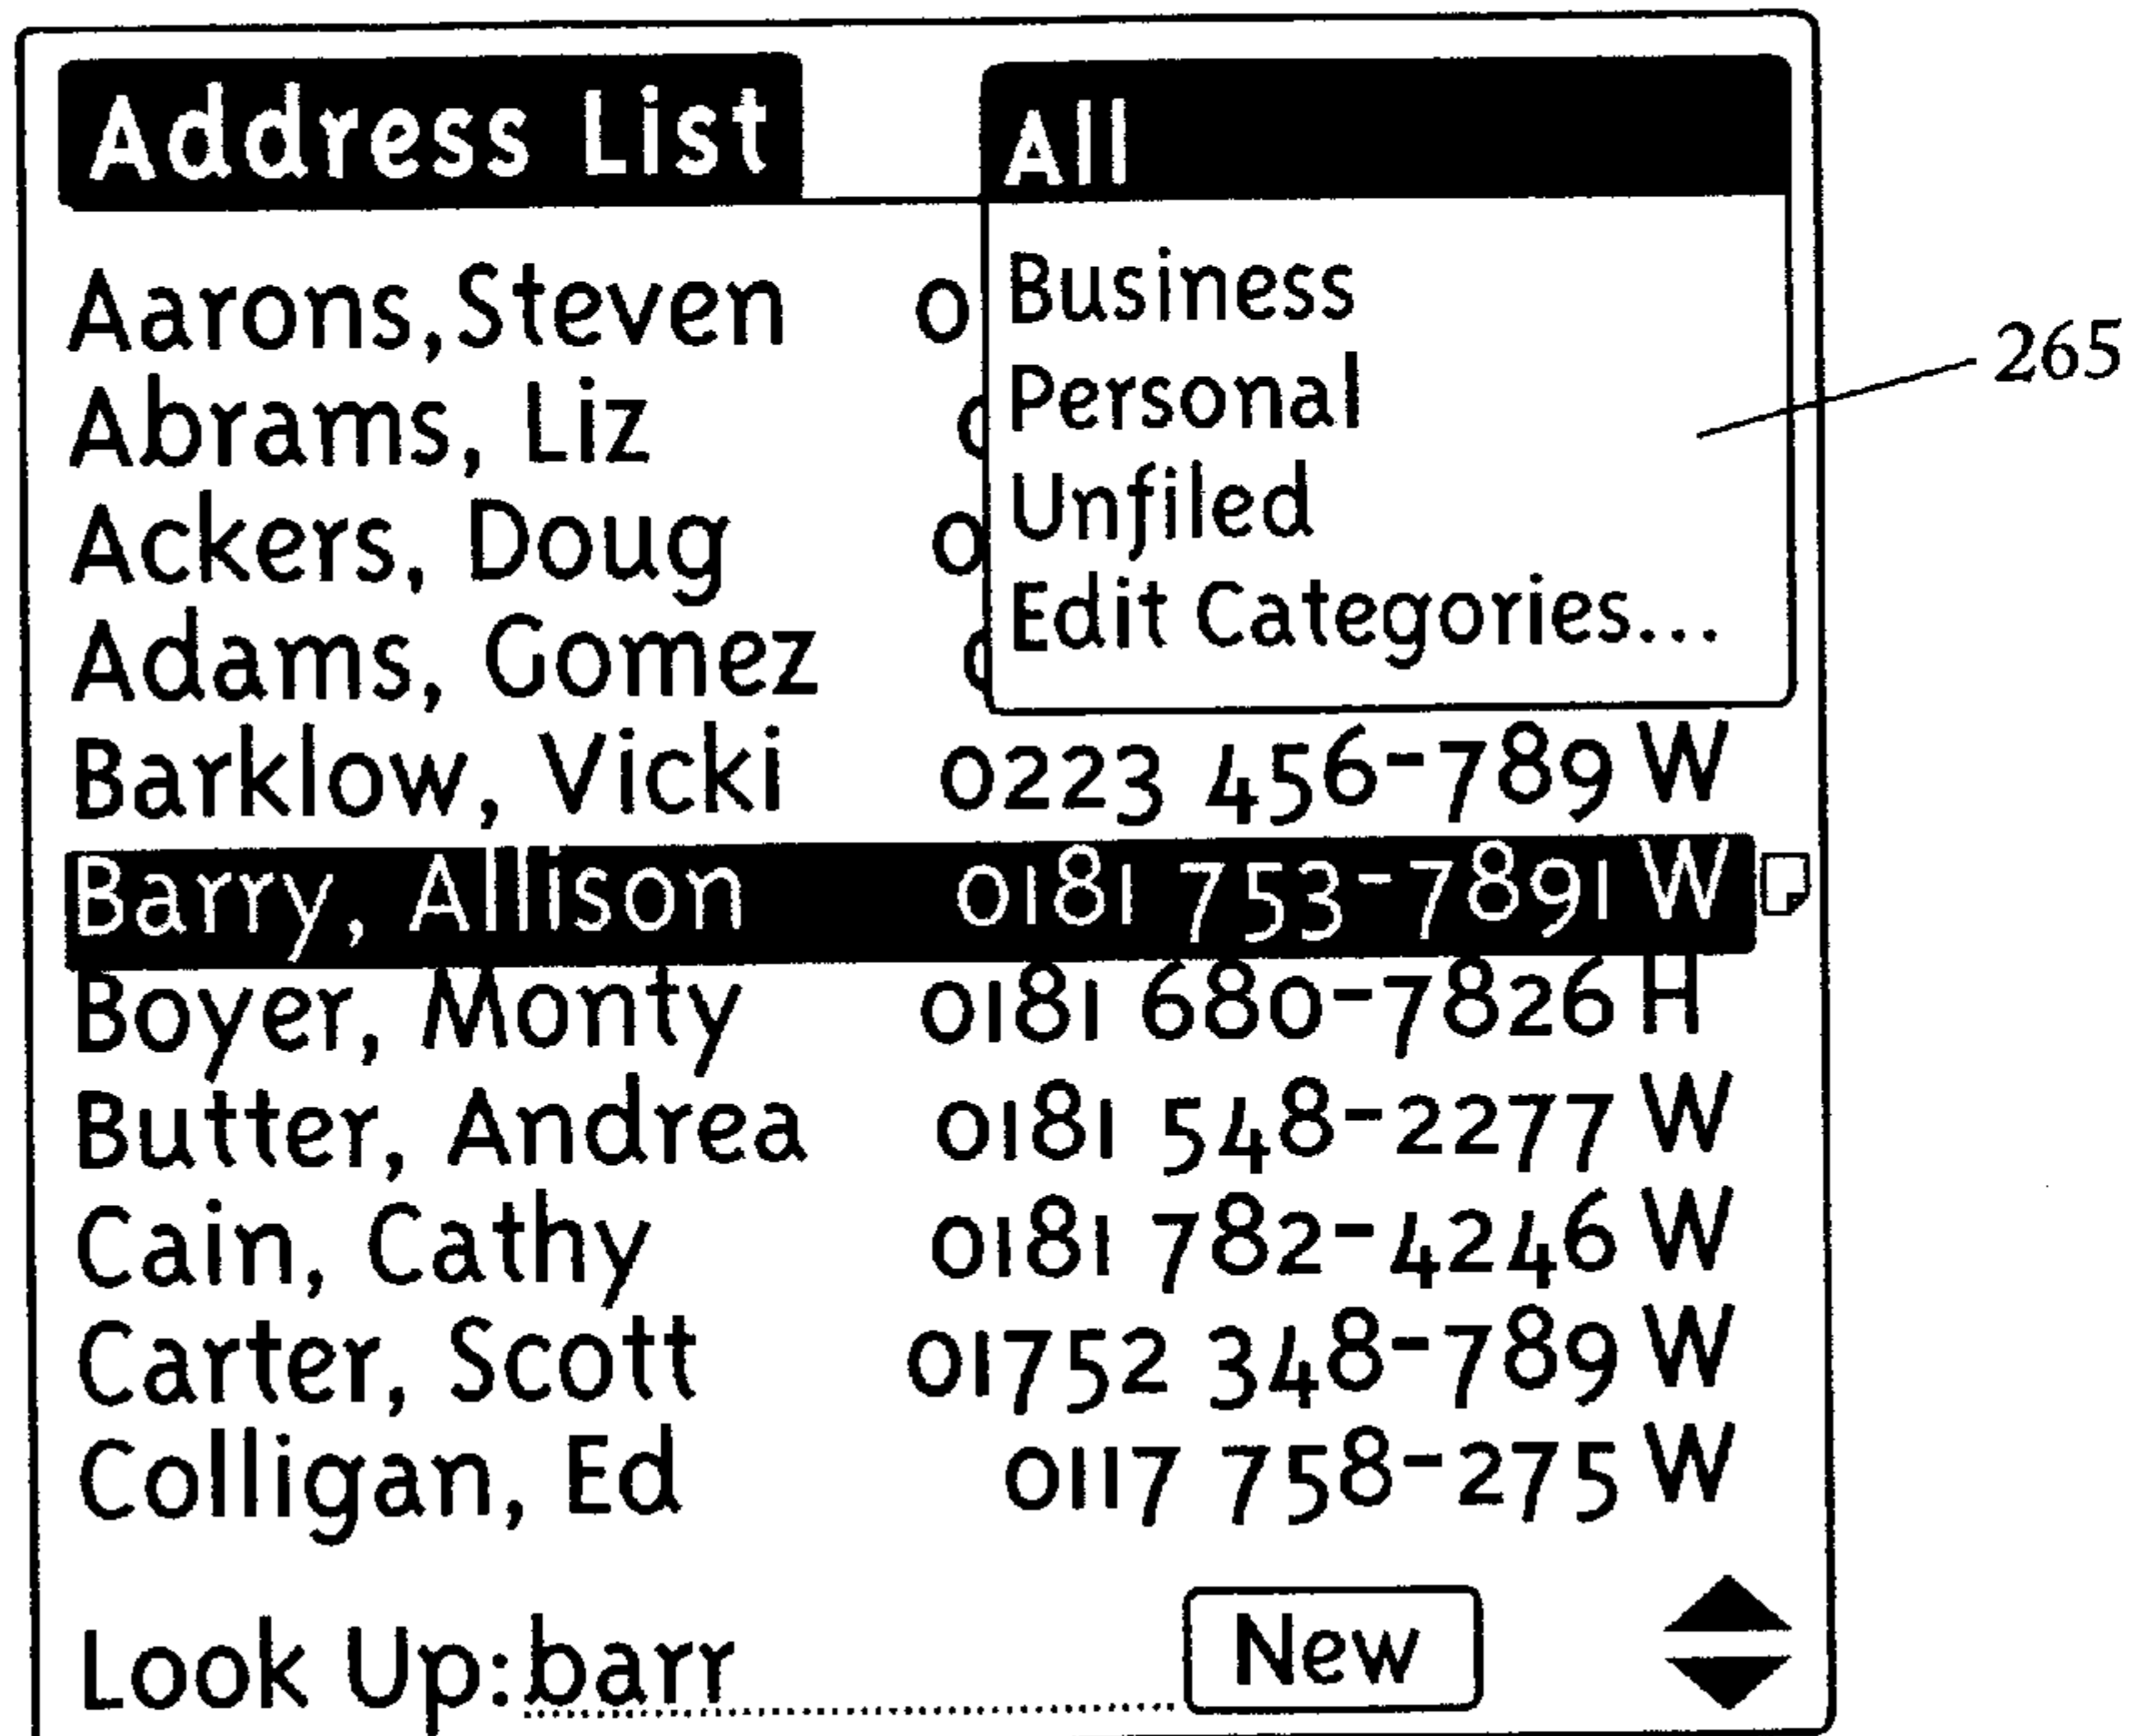 Address List All
Aarons,Steven Business
Abrams, Liz Personal 265
Ackers, Doug Unfiled
Adams, Gomez Edit Categories...
Barklow, Vicki 0223 456-789 W
Barry, Allison 0181 753-7891 W
Boyer, Monty 0181 680-7826 H
Butter, Andrea 0181 548-2277 W
Cain, Cathy 0181 782-4246 W
Carter, Scott 01752 348-789 W
Colligan, Ed 0117 758-275 W
Look Up:barr New